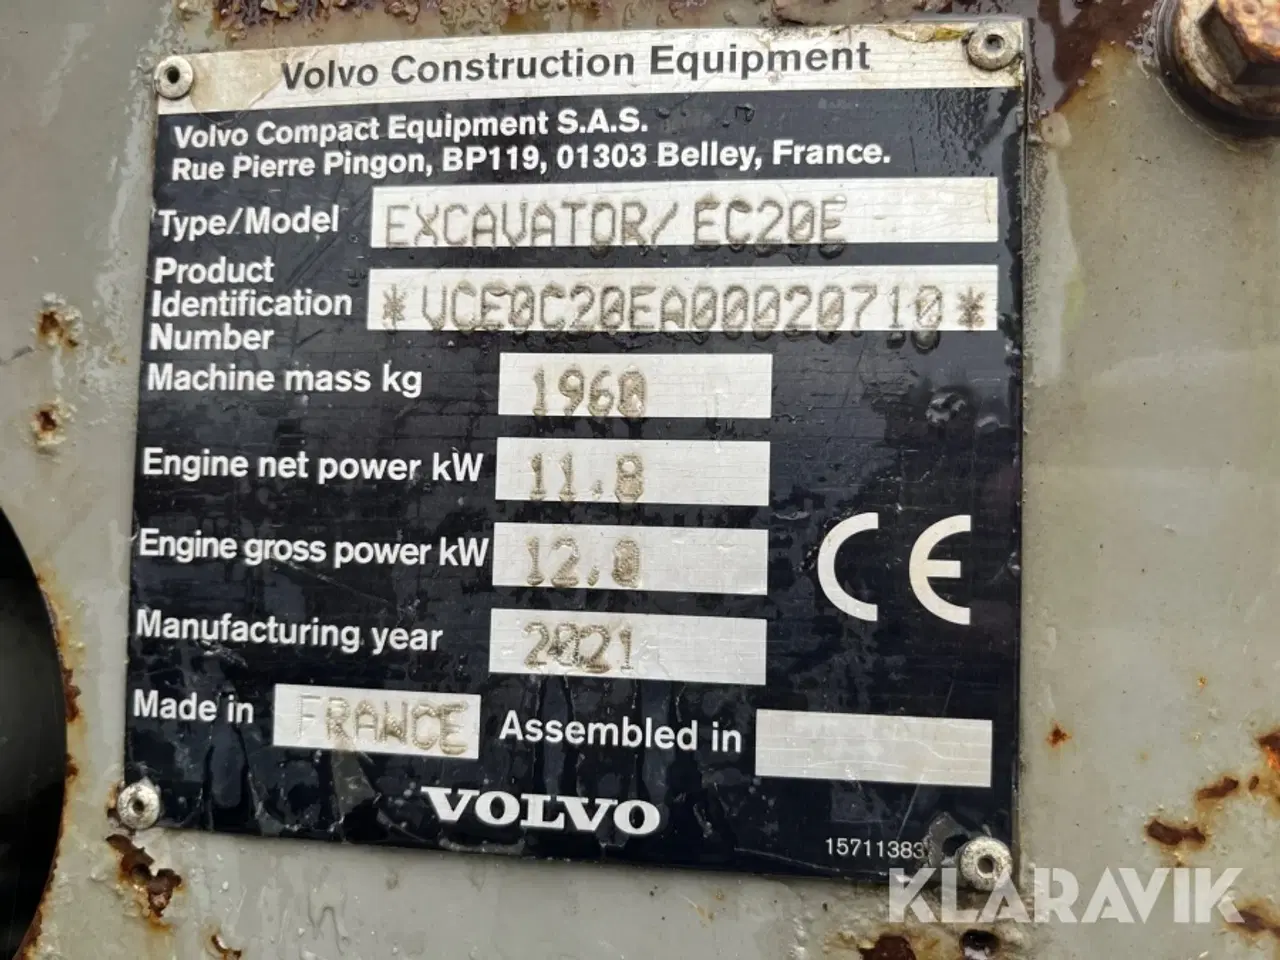 Volvo Construction Equipment
Volvo Compact Equipment S.A.S.
Rue Pierre Pingon, BP119, 01303 Belley, France.
Type/Model EXCAVATOR/EC20E
Product Identification Number *VCE0C20EA00020710*
Machine mass kg 1960
Engine net power kW 11,8
Engine gross power kW 12,0
Manufacturing year 2021
Made in FRANCE Assembled in
CE
VOLVO
15711383
KLARAVIK